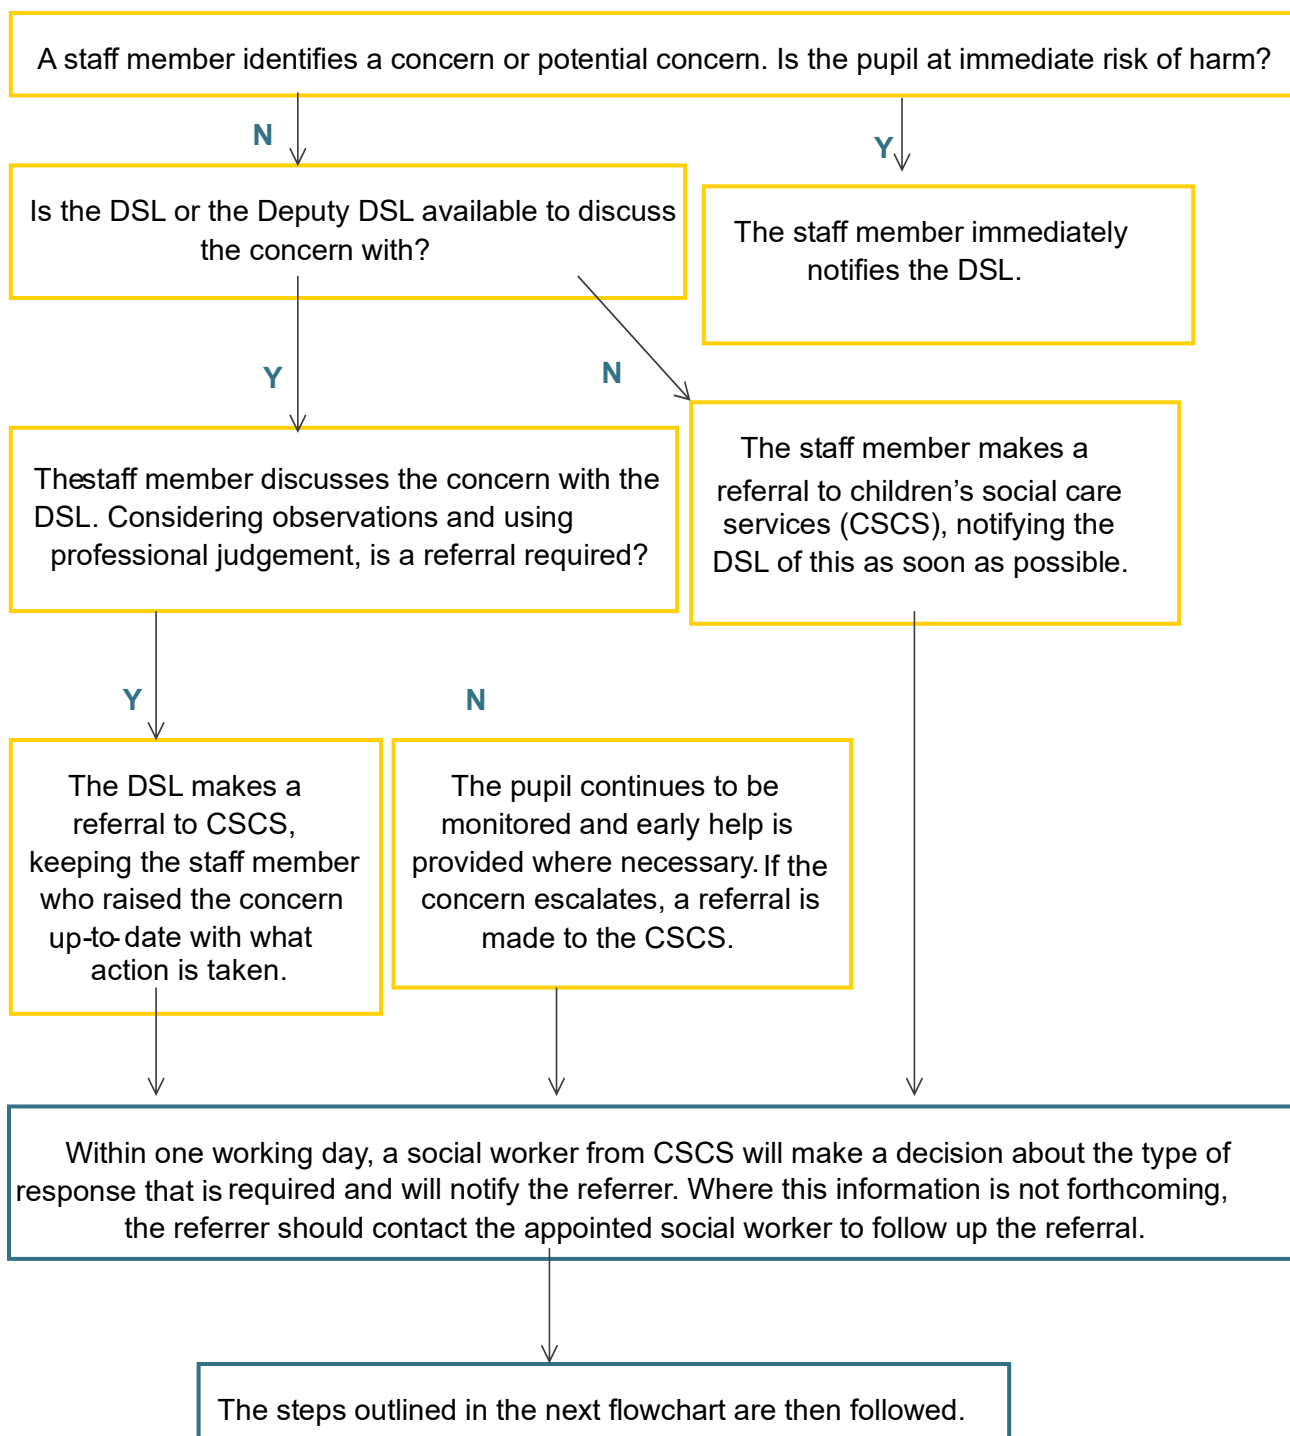 A staff member identifies a concern or potential concern. Is the pupil at immediate risk of harm?
N
Y
Is the DSL or the Deputy DSL available to discuss
the concern with?
The staff member immediately
notifies the DSL.
Y
N
The staff member discusses the concern with the
DSL. Considering observations and using
professional judgement, is a referral required?
The staff member makes a
referral to children's social care
services (CSCS), notifying the
DSL of this as soon as possible.
Y
N
The DSL makes a
referral to CSCS,
keeping the staff member
who raised the concern
up-to-date with what
action is taken.
The pupil continues to be
monitored and early help is
provided where necessary. If the
concern escalates, a referral is
made to the CSCS.
Within one working day, a social worker from CSCS will make a decision about the type of
response that is required and will notify the referrer. Where this information is not forthcoming,
the referrer should contact the appointed social worker to follow up the referral.
The steps outlined in the next flowchart are then followed.